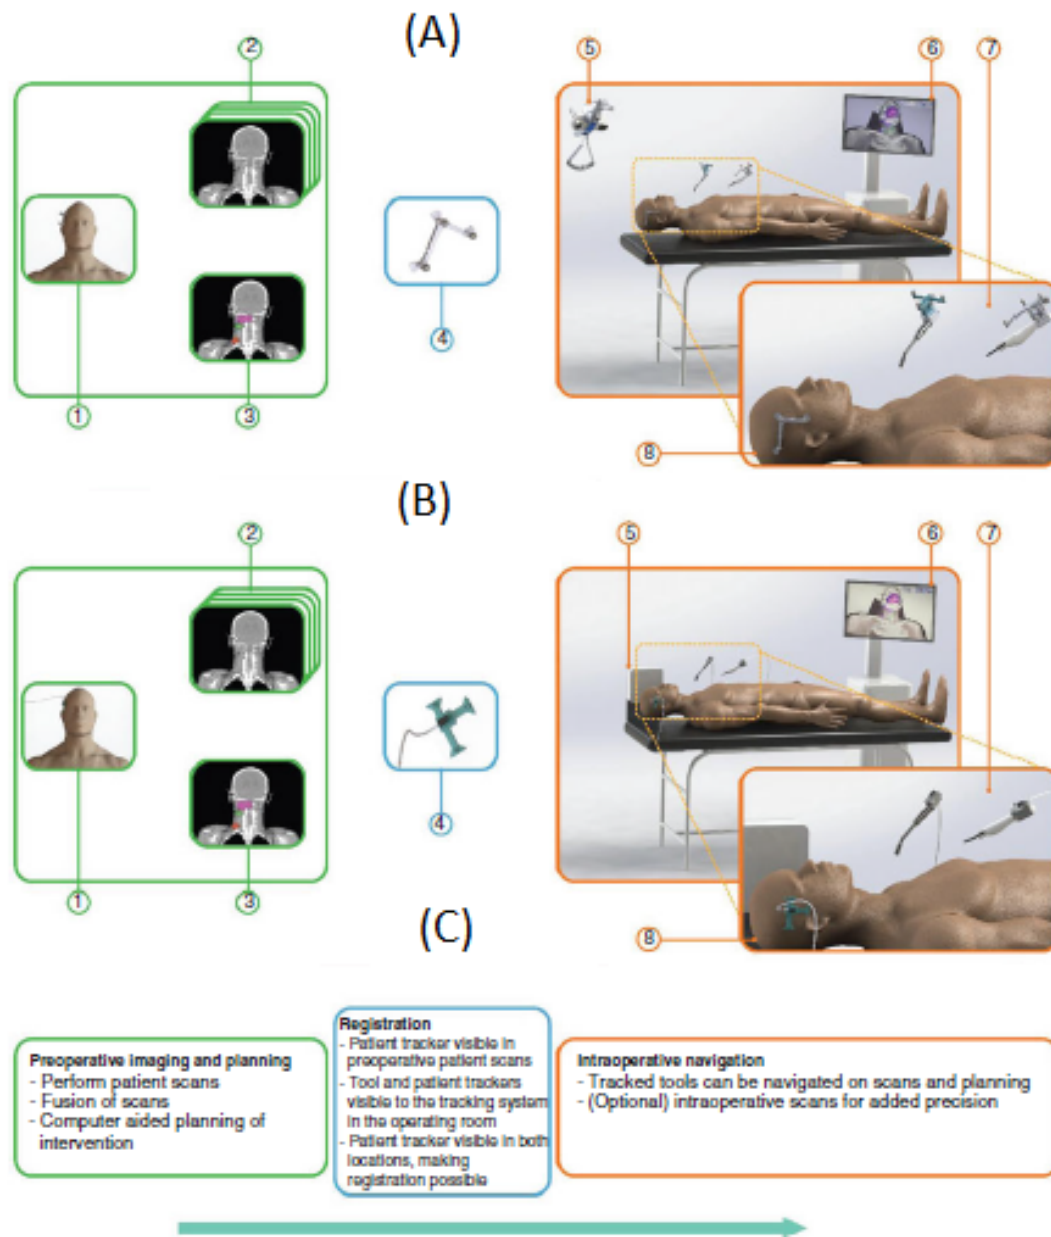 (A)
2
5
6
7
4
1
3
8
(B)
2
5
6
7
4
1
3
8
(C)
Preoperative imaging and planning
- Perform patient scans
- Fusion of scans
- Computer aided planning of
intervention
Registration
- Patient tracker visible in
preoperative patient scans
- Tool and patient trackers
visible to the tracking system
in the operating room
- Patient tracker visible in both
locations, making
registration possible
Intraoperative navigation
- Tracked tools can be navigated on scans and planning
- (Optional) intraoperative scans for added precision